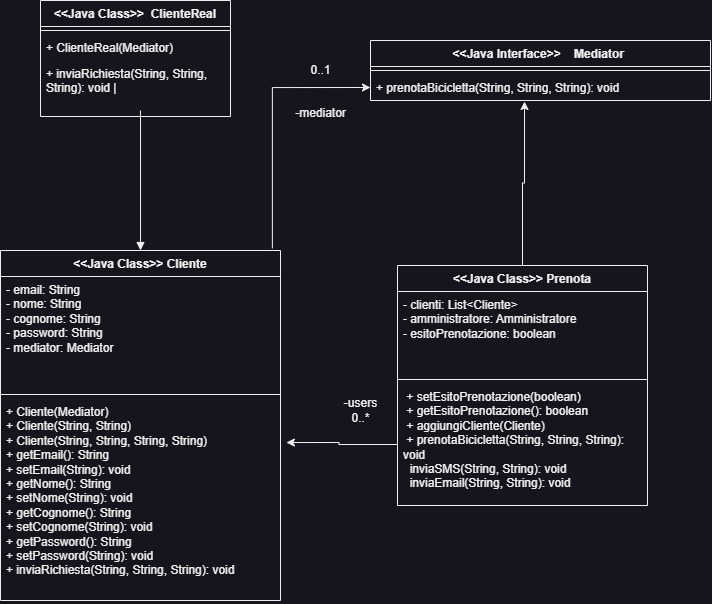 <<Java Class>> ClienteReal
+ ClienteReal(Mediator)
+ inviaRichiesta(String, String,
String): void |
<<Java Interface>> Mediator
+ prenotaBicicletta(String, String, String): void
0..1
-mediator
<<Java Class>> Cliente
- email: String
- nome: String
- cognome: String
- password: String
- mediator: Mediator
+ Cliente(Mediator)
+ Cliente(String, String)
+ Cliente(String, String, String, String)
+ getEmail(): String
+ setEmail(String): void
+ getNome(): String
+ setNome(String): void
+ getCognome(): String
+ setCognome(String): void
+ getPassword(): String
+ setPassword(String): void
+ inviaRichiesta(String, String, String): void
-users
0..*
<<Java Class>> Prenota
- clienti: List<Cliente>
- amministratore: Amministratore
- esitoPrenotazione: boolean
+ setEsitoPrenotazione(boolean)
+ getEsitoPrenotazione(): boolean
+ aggiungiCliente(Cliente)
+ prenotaBicicletta(String, String, String):
void
inviaSMS(String, String): void
inviaEmail(String, String): void